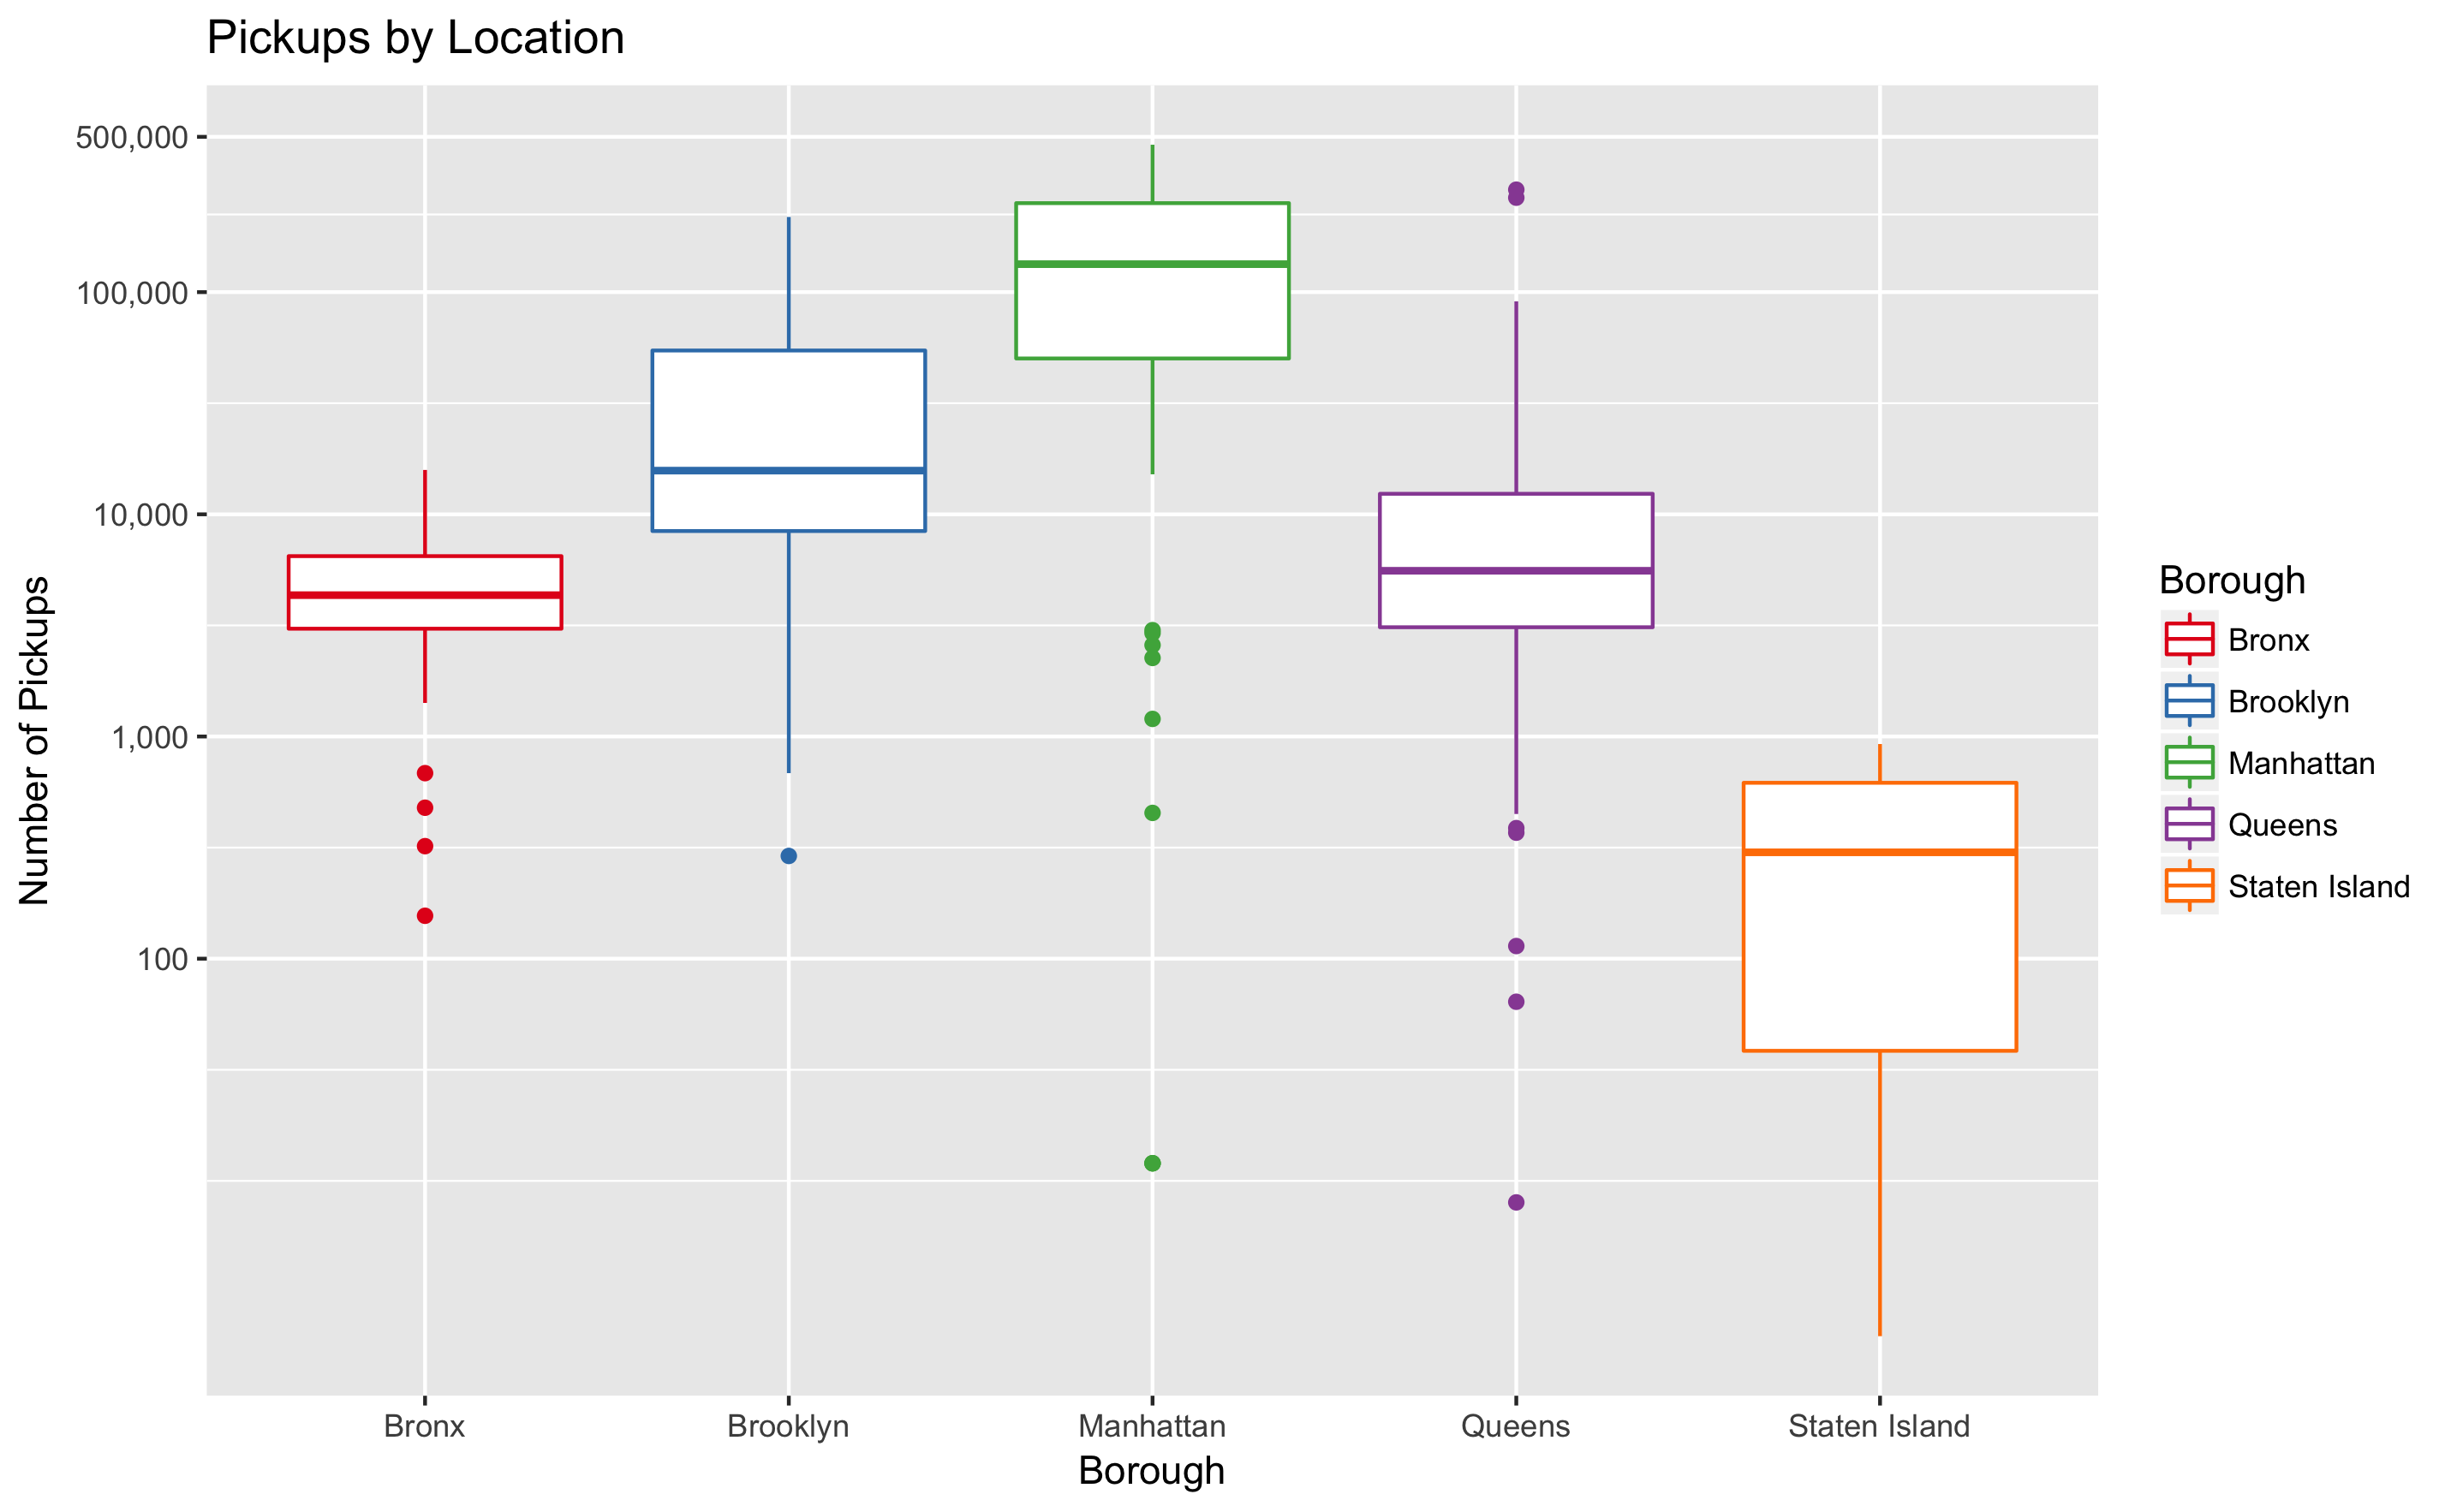 Pickups by Location
500,000
100,000
10,000
1,000
100
Number of Pickups
Bronx
Brooklyn
Manhattan
Queens
Staten Island
Borough
Borough
Bronx
Brooklyn
Manhattan
Queens
Staten Island